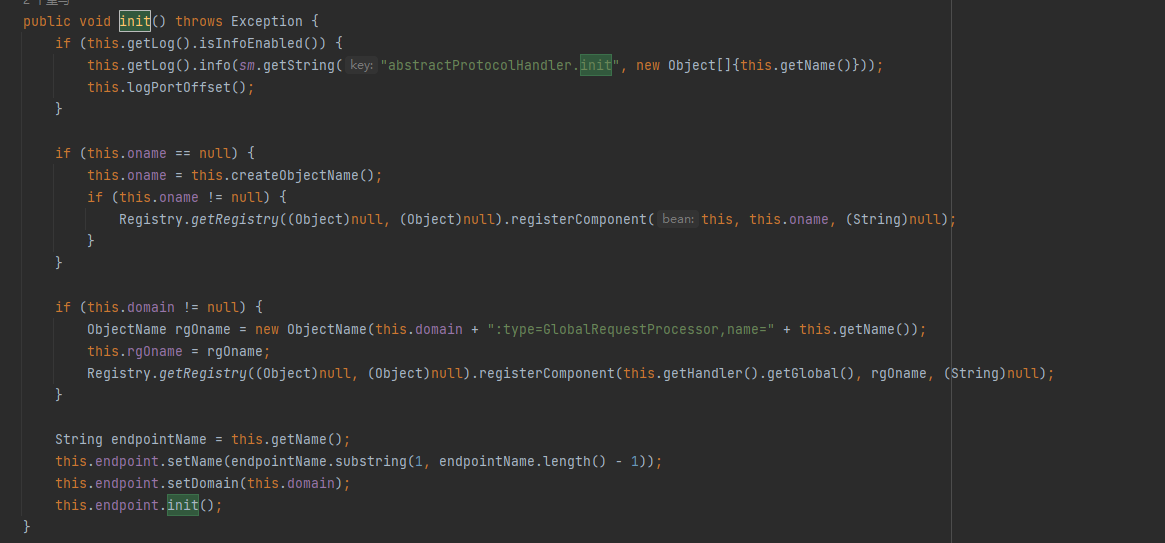 public void init() throws Exception {
if (this.getLog().isInfoEnabled()) {
this.getLog().info(sm.getString( key: "abstractProtocolHandler.init", new Object[]{this.getName()}));
this.logPortOffset();
}
if (this.oname == null) {
this.oname = this.createObjectName();
if (this.oname != null) {
Registry.getRegistry((Object)null, (Object)null).registerComponent( bean: this, this.oname, (String)null);
}
}
if (this.domain != null) {
ObjectName rgOname = new ObjectName(this.domain + ":type=GlobalRequestProcessor,name=" + this.getName());
this.rgOname = rgOname;
Registry.getRegistry((Object)null, (Object)null).registerComponent(this.getHandler().getGlobal(), rgOname, (String)null);
}
String endpointName = this.getName();
this.endpoint.setName(endpointName.substring(1, endpointName.length() - 1));
this.endpoint.setDomain(this.domain);
this.endpoint.init();
}